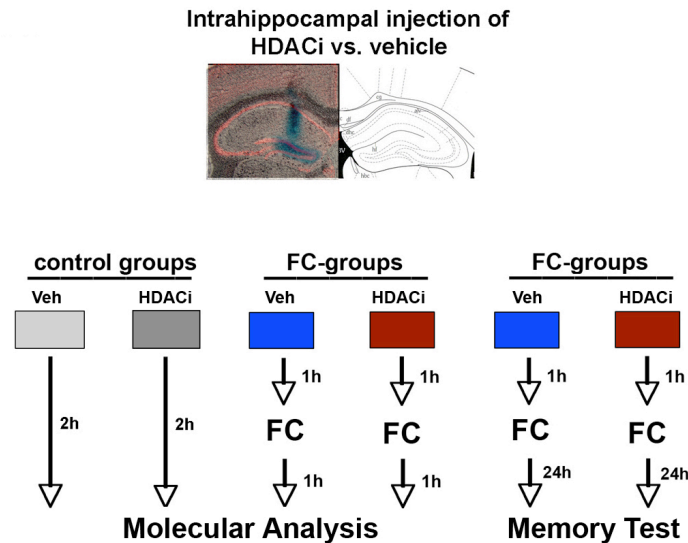 Intrahippocampal injection of
HDACi vs. vehicle
control groups FC-groups FC-groups
Veh HDACi Veh HDACi Veh HDACi
1h 1h 1h 1h
2h 2h FC FC FC FC
1h 1h 24h 24h
Molecular Analysis Memory Test